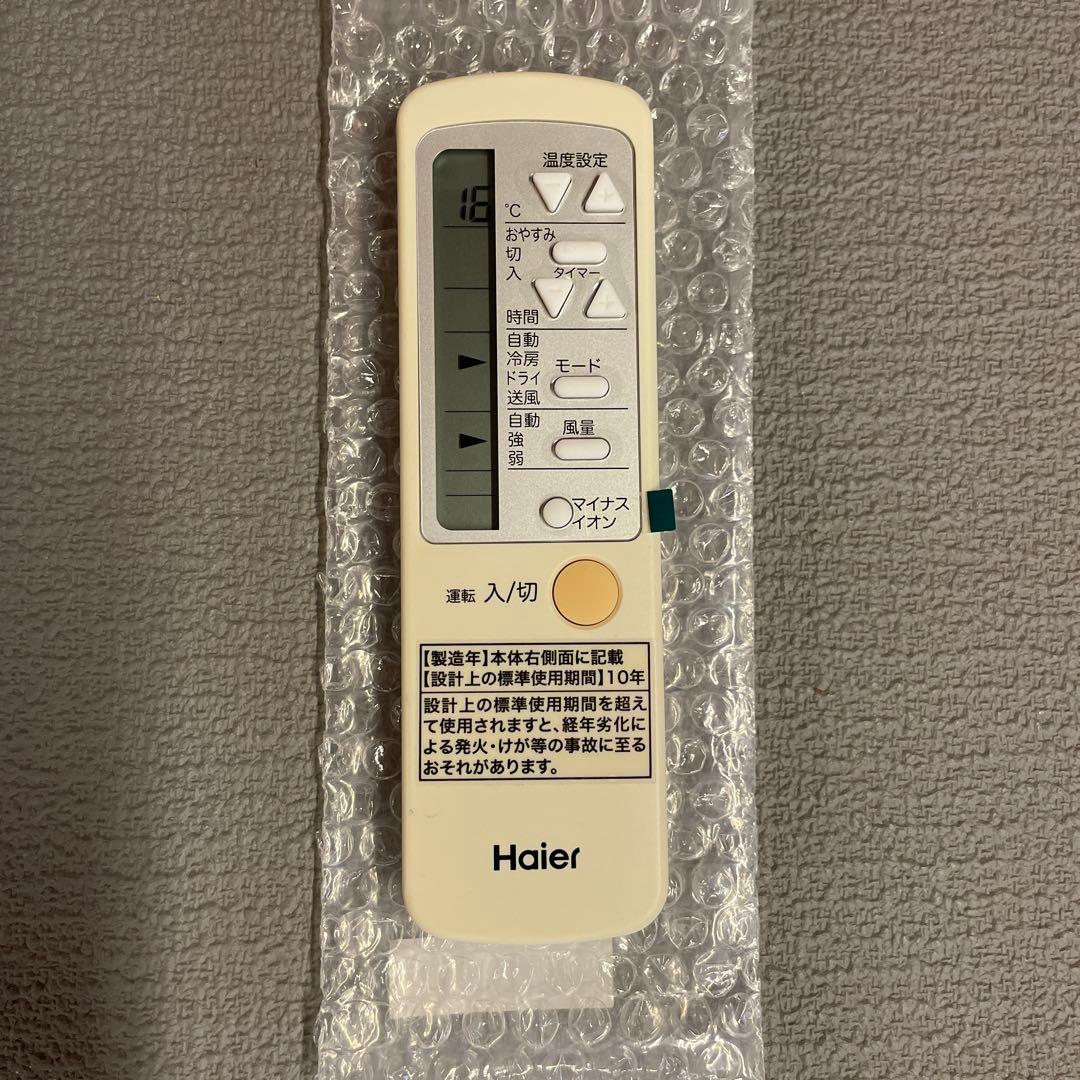 温度設定
16
℃
おやすみ
切
入
タイマー
時間
自動
冷房
モード
ドライ
送風
自動
風量
強
弱
マイナス
イオン
運転 入/切
【製造年】本体右側面に記載
【設計上の標準使用期間】10年
設計上の標準使用期間を超え
て使用されますと、経年劣化に
よる発火・けが等の事故に至る
おそれがあります。
Haier